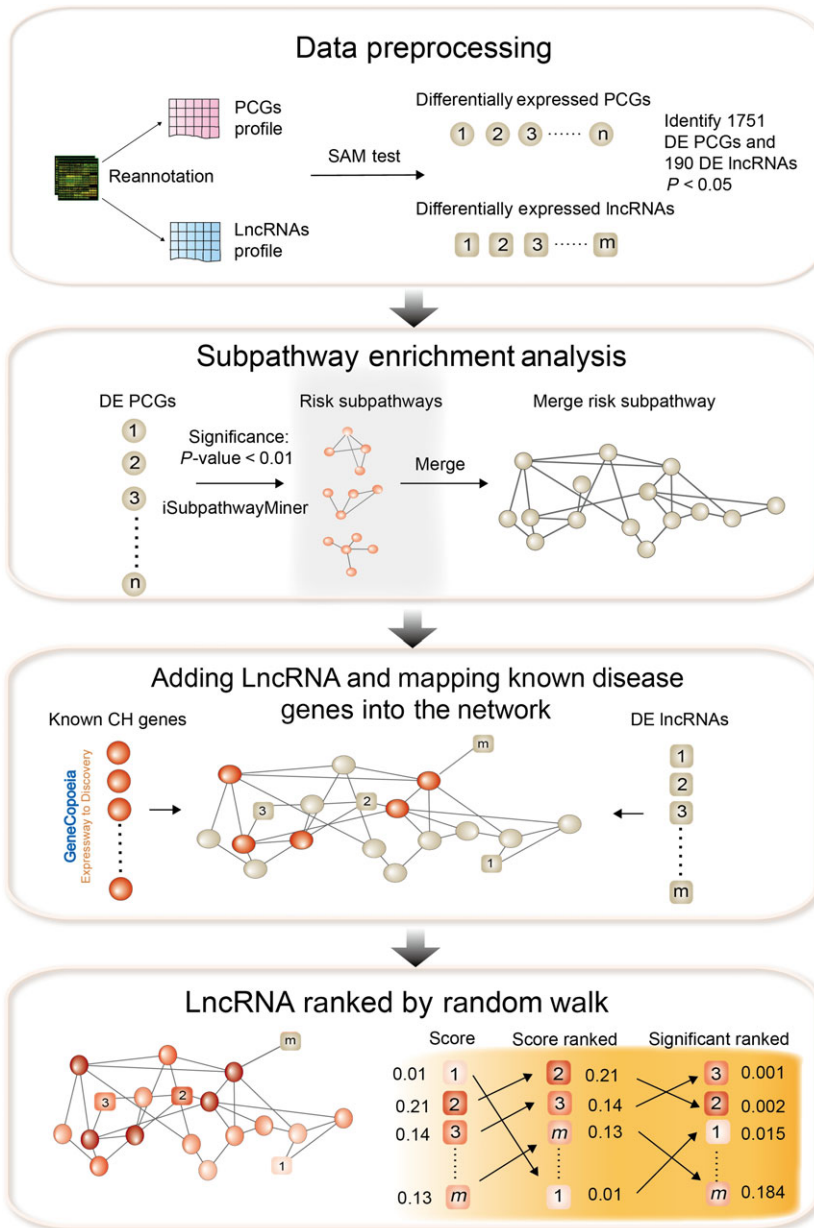 Data preprocessing
PCGs
profile
Reannotation
LncRNAs
profile
SAM test
Differentially expressed PCGs
1 2 3 ······ n
Differentially expressed lncRNAs
1 2 3 ······ m
Identify 1751
DE PCGs and
190 DE lncRNAs
P < 0.05
Subpathway enrichment analysis
DE PCGs
1
2
3
n
Significance:
P-value < 0.01
iSubpathwayMiner
Risk subpathways
Merge
Merge risk subpathway
Adding LncRNA and mapping known disease
genes into the network
Known CH genes
GeneCopoeia
Expressway to Discovery
m
3
2
1
DE lncRNAs
1
2
3
m
LncRNA ranked by random walk
m
3
2
1
Score
0.01 1
0.21 2
0.14 3
0.13 m
Score ranked
2 0.21
3 0.14
m 0.13
1 0.01
Significant ranked
3 0.001
2 0.002
1 0.015
m 0.184